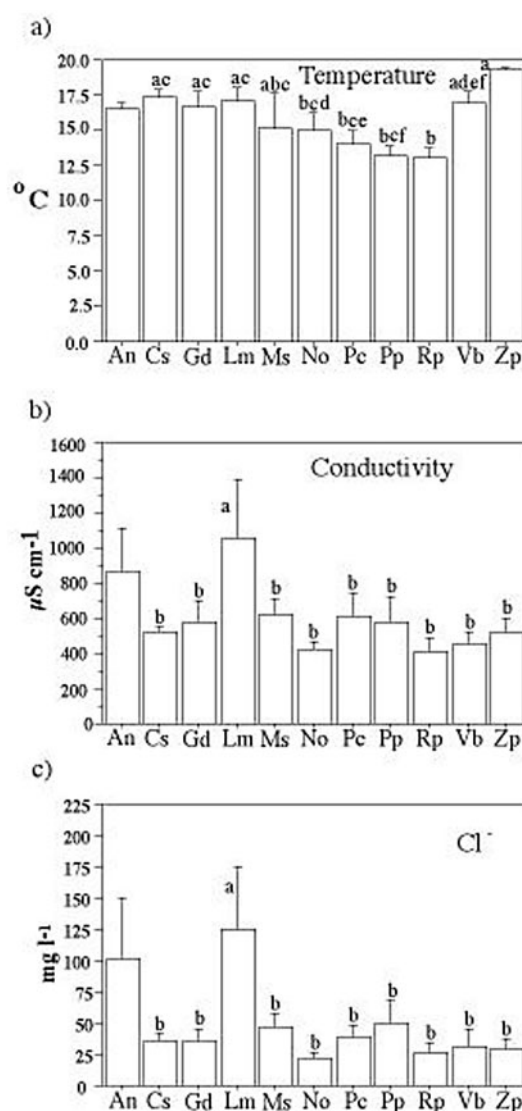 a)
Temperature
°C
20.0
17.5
15.0
12.5
10.0
7.5
5.0
2.5
0.0
ac ac ac abc bcd bce bcf b adef a
An Cs Gd Lm Ms No Pc Pp Rp Vb Zp
b)
Conductivity
µS cm-1
1600
1400
1200
1000
800
600
400
200
0
b b a b b b b b b b
An Cs Gd Lm Ms No Pc Pp Rp Vb Zp
c)
Cl-
mg l-1
225
200
175
150
125
100
75
50
25
0
b b a b b b b b b b
An Cs Gd Lm Ms No Pc Pp Rp Vb Zp